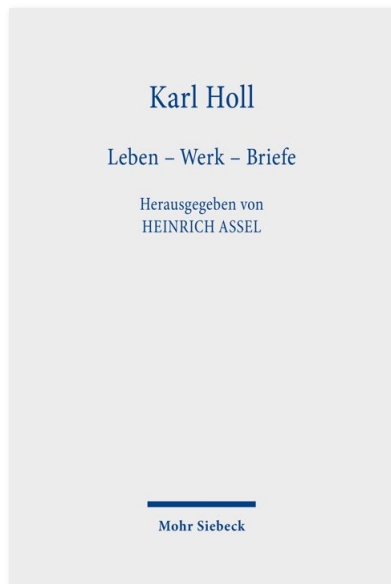 Karl Holl
Leben – Werk – Briefe
Herausgegeben von
HEINRICH ASSEL
Mohr Siebeck